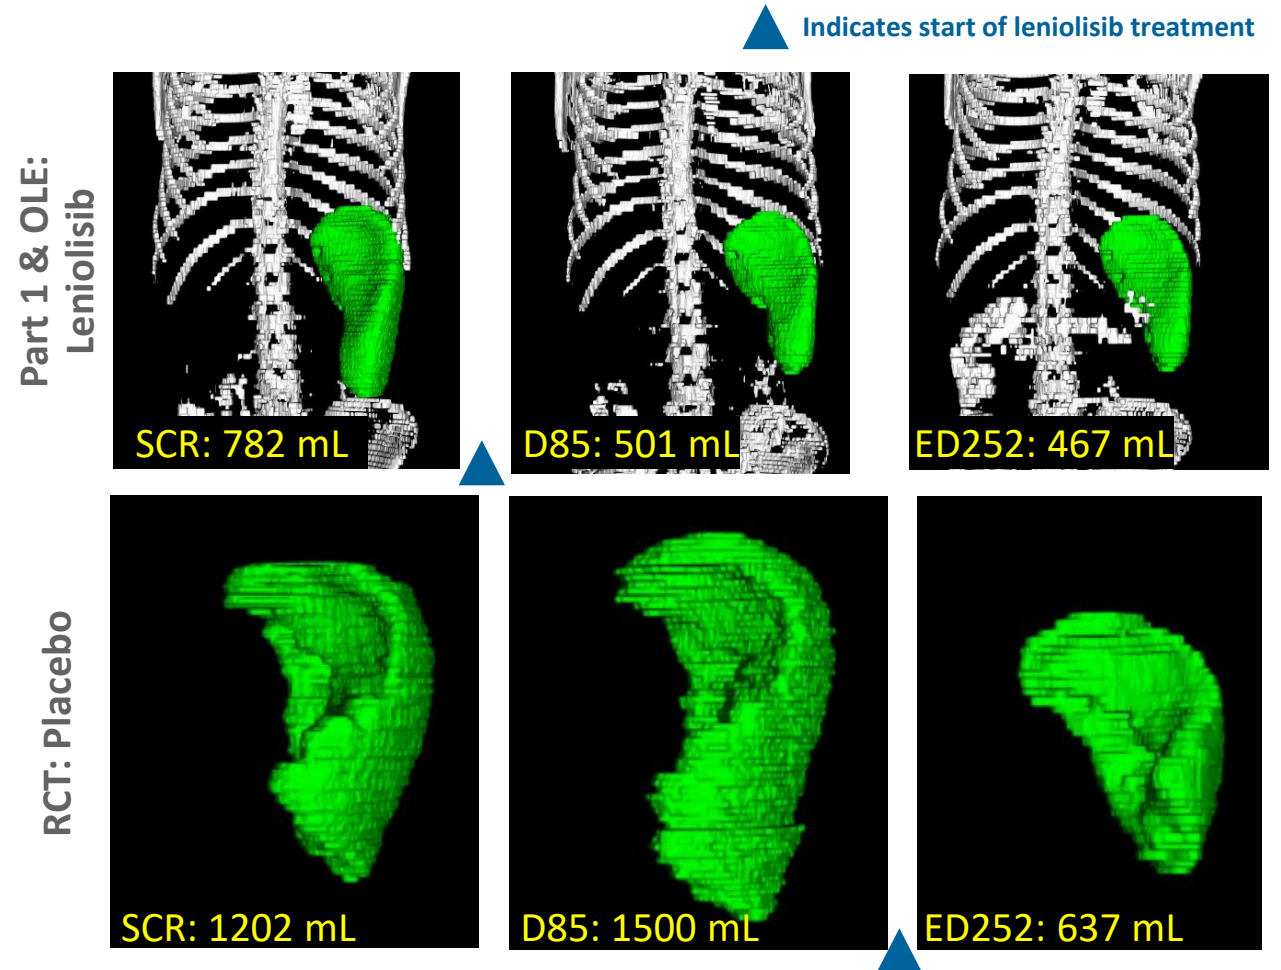 Indicates start of leniolisib treatment
Part 1 & OLE:
Leniolisib
SCR: 782 mL
D85: 501 mL
ED252: 467 mL
RCT: Placebo
SCR: 1202 mL
D85: 1500 mL
ED252: 637 mL